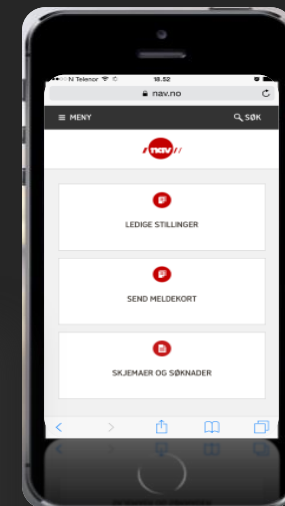 N Telenor 18.52
nav.no
MENY SØK
NAV
LEDIGE STILLINGER
SEND MELDEKORT
SKJEMAER OG SØKNADER